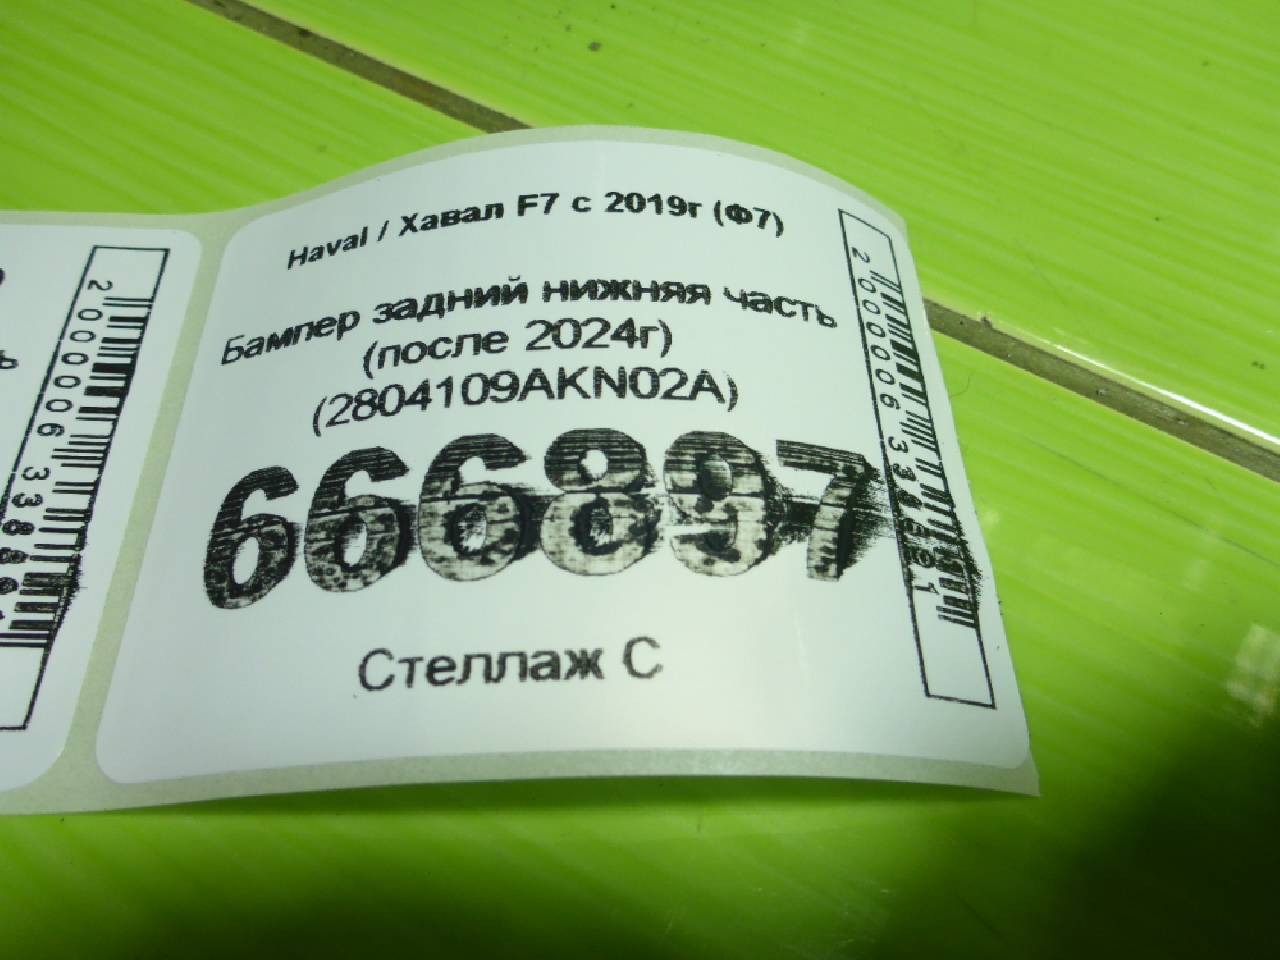 Haval / Хавал F7 с 2019г (Ф7)
Бампер задний нижняя часть
(после 2024г)
(2804109AKN02A)
666897
Стеллаж С